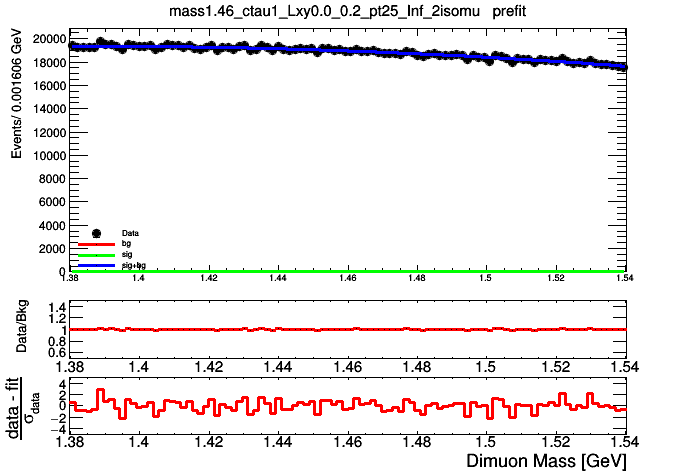 mass1.46_ctau1_Lxy0.0_0.2_pt25_Inf_2isomu prefit
Events/ 0.001606 GeV
20000
18000
16000
14000
12000
10000
8000
6000
4000
2000
0
Data
bg
sig
sig+bg
1.38 1.4 1.42 1.44 1.46 1.48 1.5 1.52 1.54
Data/Bkg
1.4
1.2
1
0.8
0.6
1.38 1.4 1.42 1.44 1.46 1.48 1.5 1.52 1.54
data - fit
σdata
4
2
0
−2
−4
1.38 1.4 1.42 1.44 1.46 1.48 1.5 1.52 1.54
Dimuon Mass [GeV]